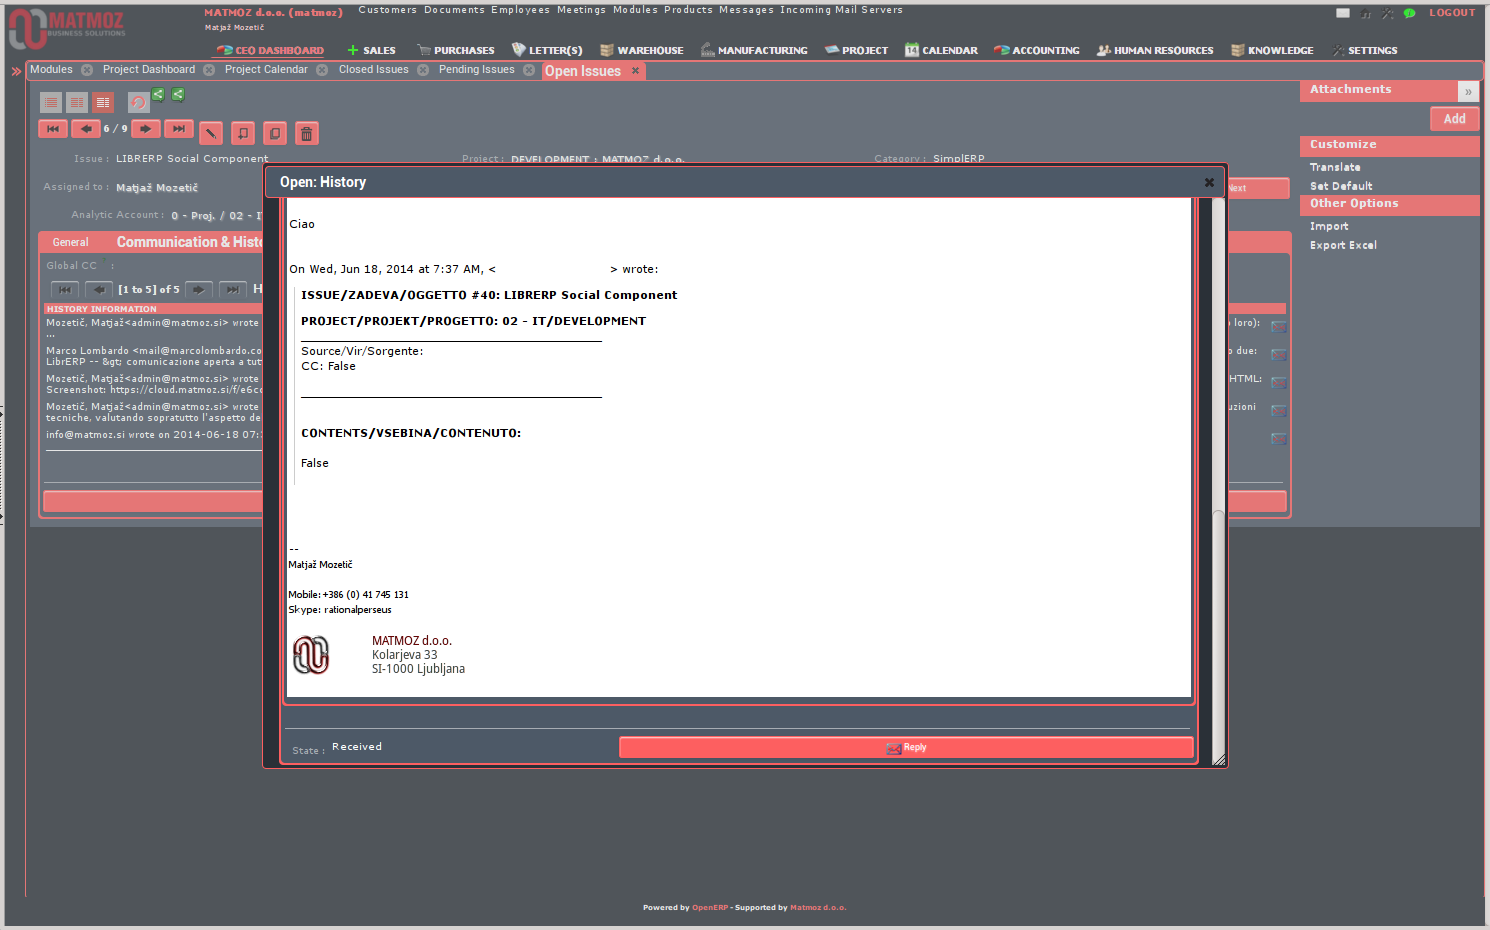 MATMOZ
BUSINESS SOLUTIONS
MATMOZ d.o.o. (matmoz)
Matjaž Mozetič
Customers Documents Employees Meetings Modules Products Messages Incoming Mail Servers
LOGOUT
CEO DASHBOARD SALES PURCHASES LETTER(S) WAREHOUSE MANUFACTURING PROJECT CALENDAR ACCOUNTING HUMAN RESOURCES KNOWLEDGE SETTINGS
Modules Project Dashboard Project Calendar Closed Issues Pending Issues Open Issues
6 / 9
Issue : LIBRERP Social Component
Project : DEVELOPMENT : MATMOZ d.o.o.
Category : SimplERP
Assigned to : Matjaž Mozetič
Next
Analytic Account : 0 - Proj. / 02 - I
General Communication & Histo
Global CC ? :
[1 to 5] of 5 H
HISTORY INFORMATION
Mozetič, Matjaž<admin@matmoz.si> wrote
loro):
...
Marco Lombardo <mail@marcolombardo.co
o due:
LibrERP -- &gt; comunicazione aperta a tut
Mozetič, Matjaž<admin@matmoz.si> wrote
HTML:
Screenshot: https://cloud.matmoz.si/f/e6cc
Mozetič, Matjaž<admin@matmoz.si> wrote
uzioni
tecniche, valutando sopratutto l'aspetto de
info@matmoz.si wrote on 2014-06-18 07:
Attachments
»
Add
Customize
Translate
Set Default
Other Options
Import
Export Excel
Open: History
Ciao
On Wed, Jun 18, 2014 at 7:37 AM, < > wrote:
ISSUE/ZADEVA/OGGETTO #40: LIBRERP Social Component
PROJECT/PROJEKT/PROGETTO: 02 - IT/DEVELOPMENT
Source/Vir/Sorgente:
CC: False
CONTENTS/VSEBINA/CONTENUTO:
False
--
Matjaž Mozetič
Mobile: +386 (0) 41 745 131
Skype: rationalperseus
MATMOZ d.o.o.
Kolarjeva 33
SI-1000 Ljubljana
State : Received
Reply
Powered by OpenERP - Supported by Matmoz d.o.o.